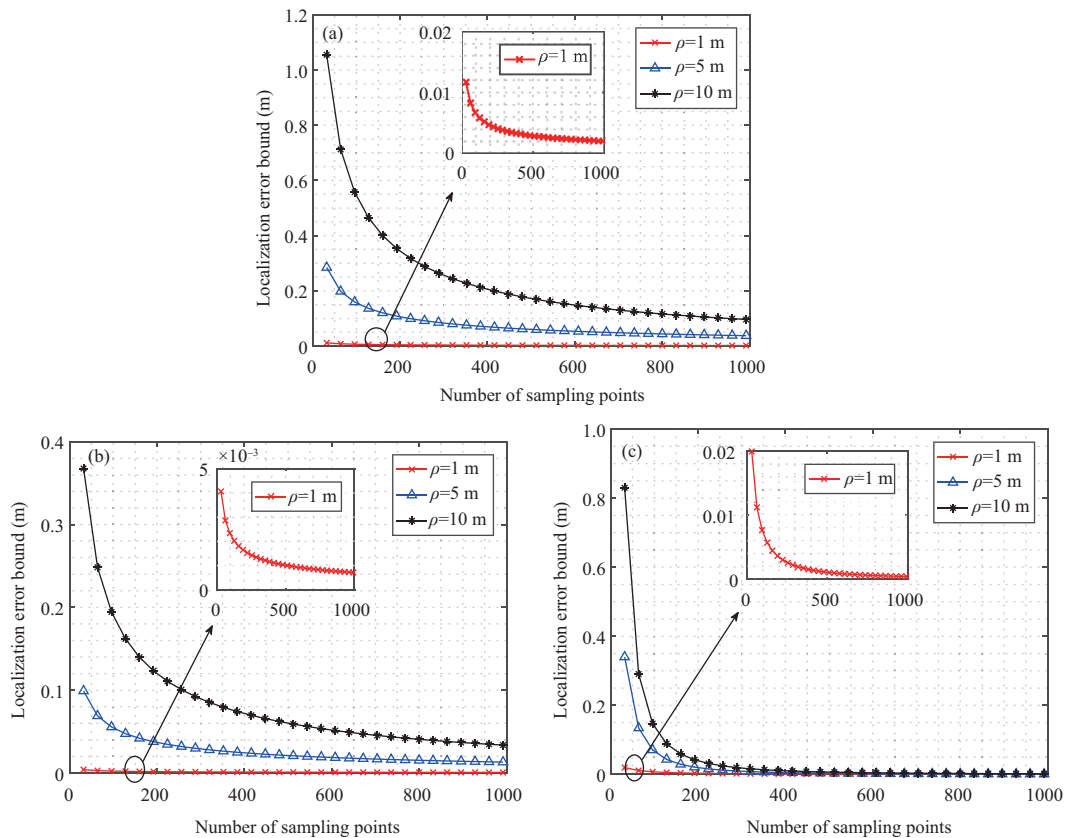 (a)
Localization error bound (m)
1.2
1.0
0.8
0.6
0.4
0.2
0
0 200 400 600 800 1000
Number of sampling points
ρ=1 m
ρ=5 m
ρ=10 m
0.02
0.01
0
0 500 1000
ρ=1 m
(b)
Localization error bound (m)
0.4
0.3
0.2
0.1
0
0 200 400 600 800 1000
Number of sampling points
ρ=1 m
ρ=5 m
ρ=10 m
×10⁻³
5
0
0 500 1000
ρ=1 m
(c)
Localization error bound (m)
1.0
0.8
0.6
0.4
0.2
0
0 200 400 600 800 1000
Number of sampling points
ρ=1 m
ρ=5 m
ρ=10 m
0.02
0.01
0
0 500 1000
ρ=1 m